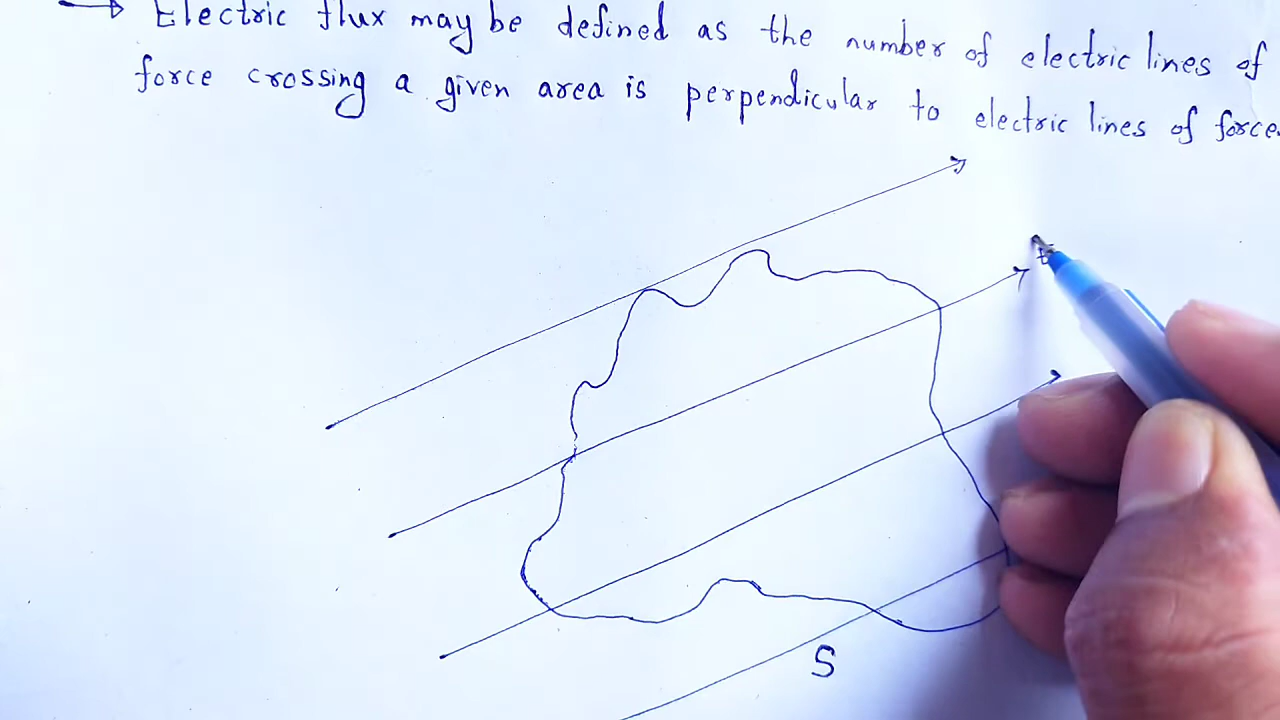 Electric flux may be defined as the number of electric lines of
force crossing a given area is perpendicular to electric lines of force.
S